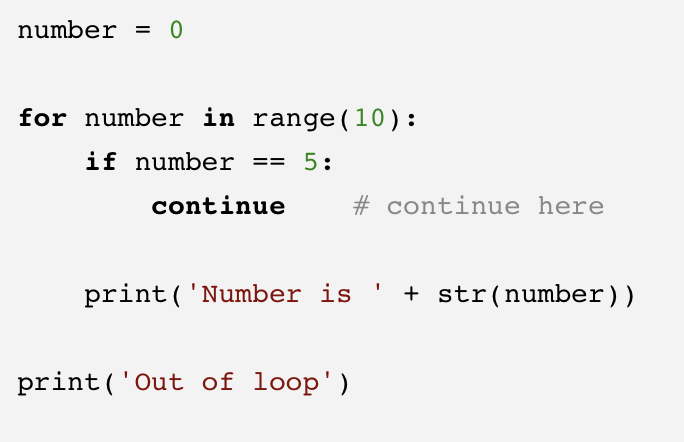 number = 0
for number in range(10):
    if number == 5:
        continue    # continue here
    print('Number is ' + str(number))
print('Out of loop')